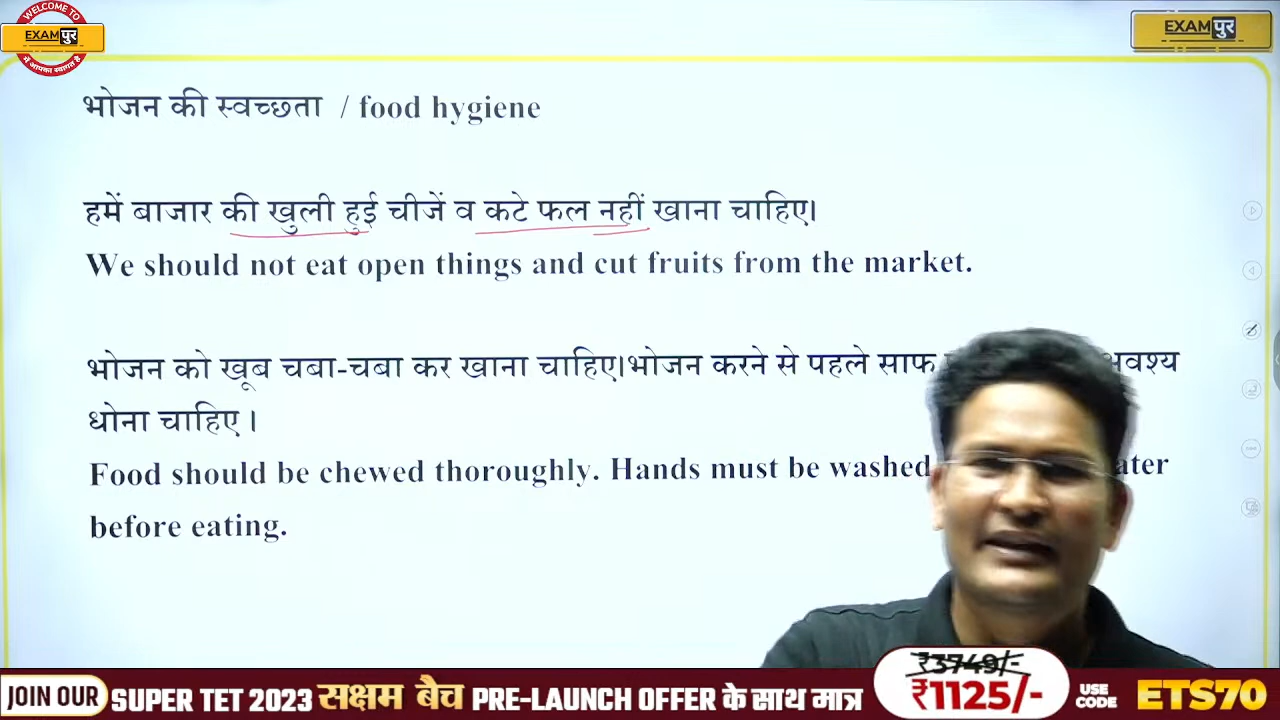 WELCOME TO
EXAMपुर
में आपका स्वागत है
EXAMपुर
भोजन की स्वच्छता / food hygiene
हमें बाजार की खुली हुई चीजें व कटे फल नहीं खाना चाहिए।
We should not eat open things and cut fruits from the market.
भोजन को खूब चबा-चबा कर खाना चाहिए।भोजन करने से पहले साफ
धोना चाहिए ।
Food should be chewed thoroughly. Hands must be washed
before eating.
JOIN OUR SUPER TET 2023 सक्षम बैच PRE-LAUNCH OFFER के साथ मात्र ₹3749/- ₹1125/- USE CODE ETS70